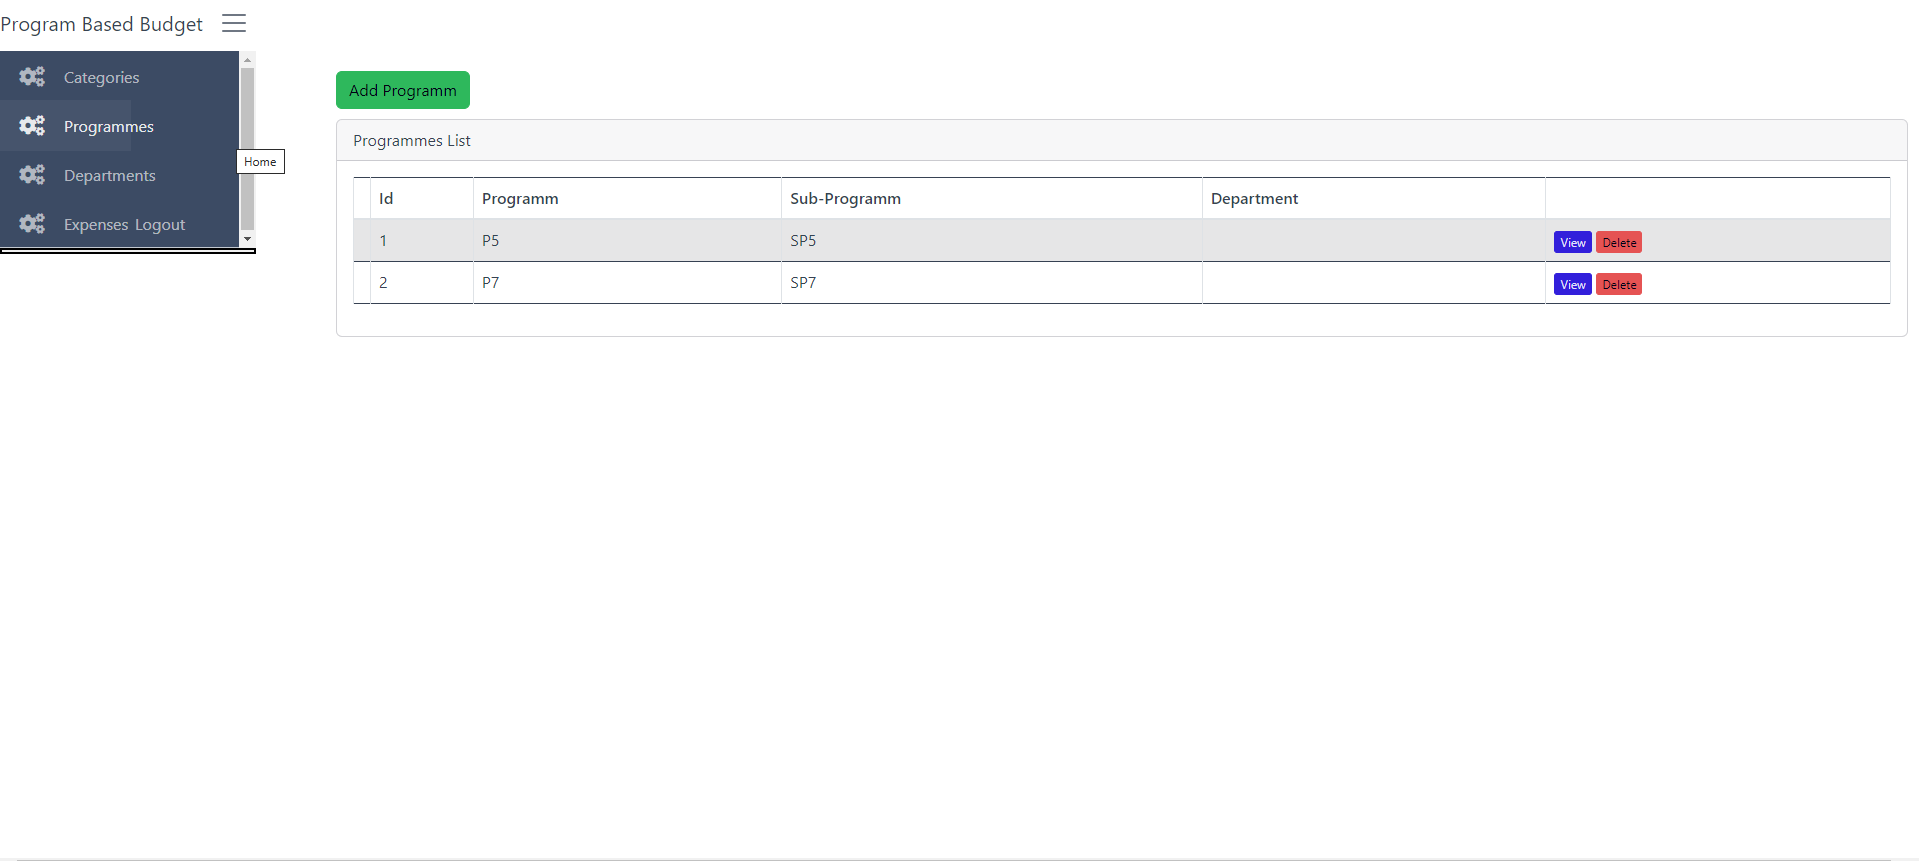 Program Based Budget
Categories
Programmes
Departments
Expenses Logout
Home
Add Programm
Programmes List
Id Programm Sub-Programm Department
1 P5 SP5 View Delete
2 P7 SP7 View Delete